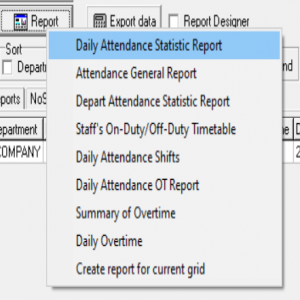 Report
Export data
Report Designer
Daily Attendance Statistic Report
Sort
Depart
Attendance General Report
nd
Depart Attendance Statistic Report
ports
NoS
Staff's On-Duty/Off-Duty Timetable
epartment
ne
D
COMPANY
Daily Attendance Shifts
2
Daily Attendance OT Report
Summary of Overtime
Daily Overtime
Create report for current grid